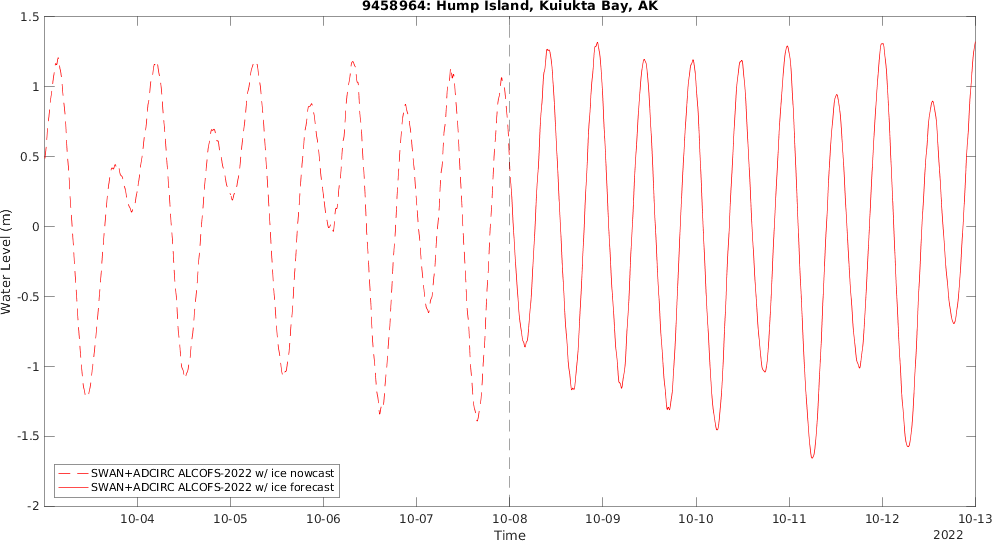 9458964: Hump Island, Kuiukta Bay, AK
1.5
1
0.5
0
-0.5
-1
-1.5
-2
Water Level (m)
SWAN+ADCIRC ALCOFS-2022 w/ ice nowcast
SWAN+ADCIRC ALCOFS-2022 w/ ice forecast
10-04 10-05 10-06 10-07 10-08 10-09 10-10 10-11 10-12 10-13
Time
2022